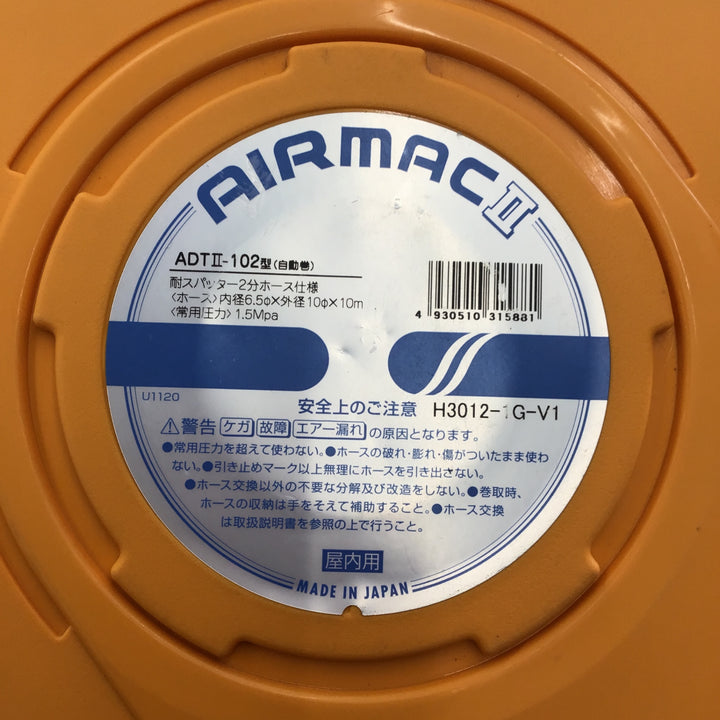 AIRMACⅡ
ADTⅡ-102型(自動巻)
耐スパッター2分ホース仕様
〈ホース〉内径6.5φ×外径10φ×10m
〈常用圧力〉1.5Mpa
4 930510 315881
U1120
安全上のご注意 H3012-1G-V1
⚠警告 ケガ 故障 エアー漏れ の原因となります。
●常用圧力を超えて使わない。●ホースの破れ・膨れ・傷がついたまま使わ
ない。●引き止めマーク以上無理にホースを引き出さない。
●ホース交換以外の不要な分解及び改造をしない。●巻取時、
ホースの収納は手をそえて補助すること。●ホース交換
は取扱説明書を参照の上で行うこと。
屋内用
MADE IN JAPAN